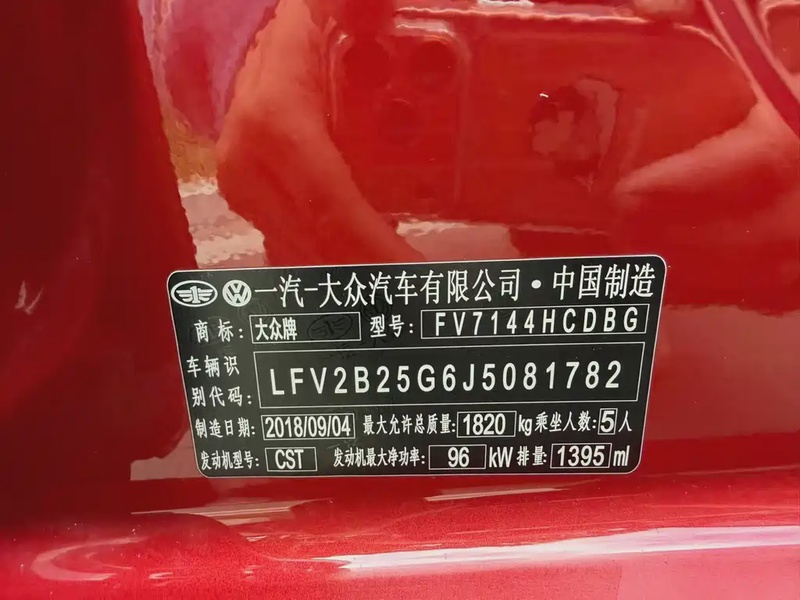 一汽-大众汽车有限公司·中国制造
商标: 大众牌 型号: FV7144HCDBG
车辆识
别代码: LFV2B25G6J5081782
制造日期: 2018/09/04 最大允许总质量: 1820 kg 乘坐人数: 5 人
发动机型号: CST 发动机最大净功率: 96 kW 排量: 1395 ml